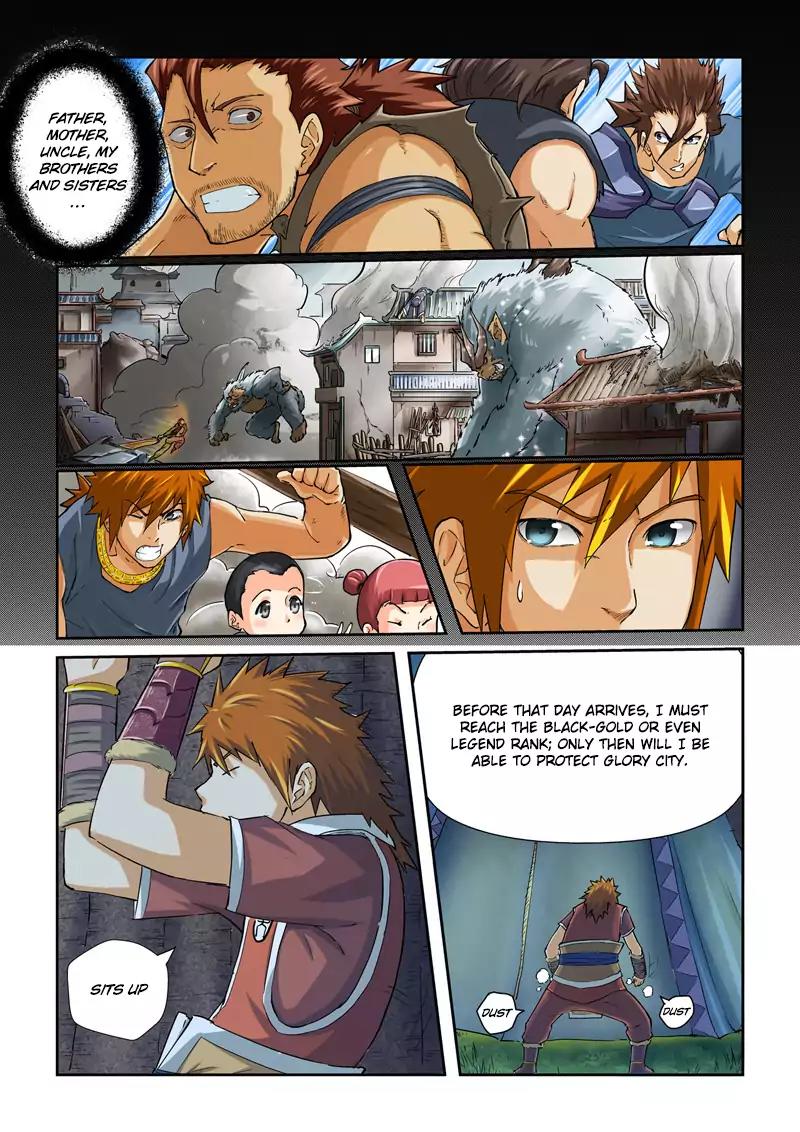 FATHER,
MOTHER,
UNCLE, MY
BROTHERS
AND SISTERS
...
BEFORE THAT DAY ARRIVES, I MUST
REACH THE BLACK-GOLD OR EVEN
LEGEND RANK; ONLY THEN WILL I BE
ABLE TO PROTECT GLORY CITY.
SITS UP
DUST
DUST